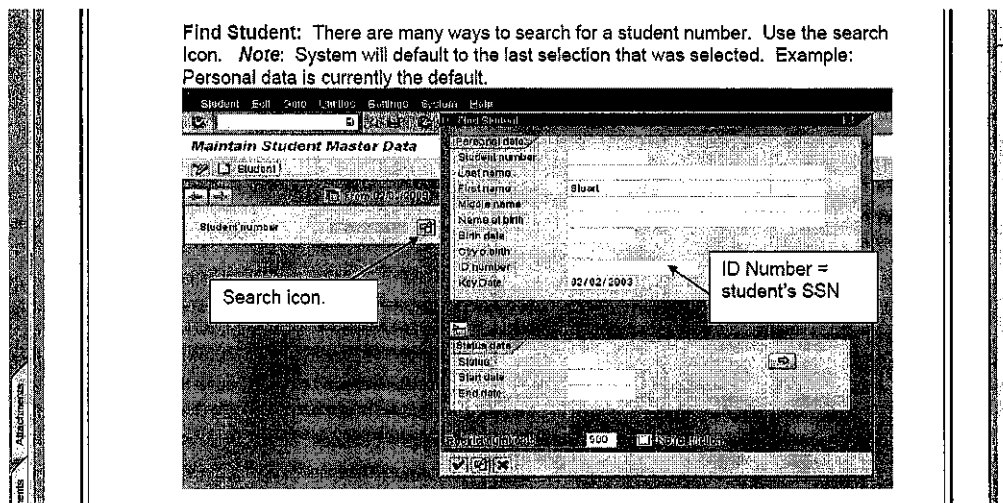 Find Student: There are many ways to search for a student number. Use the search
Icon. Note: System will default to the last selection that was selected. Example:
Personal data is currently the default.
Student Edit Goto Utilities Settings System Help
Find Student
Maintain Student Master Data
Student
Student number
Search icon.
Personal data
Student number
Last name
First name Stuart
Middle name
Name at birth
Birth date
City o.birth
ID number
Key Date 02/02/2003
ID Number =
student's SSN
Status data
Status
Start date
End date
500
Attachments